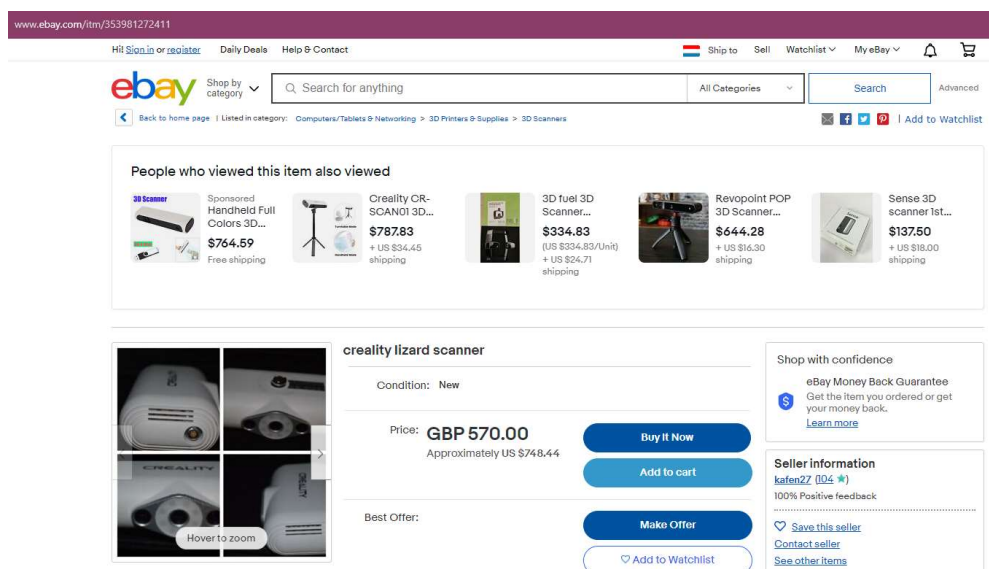 www.ebay.com/itm/353981272411
Hi! Sign in or register Daily Deals Help & Contact Ship to Sell Watchlist My eBay
ebay Shop by category Search for anything All Categories Search Advanced
Back to home page | Listed in category: Computers/Tablets & Networking > 3D Printers & Supplies > 3D Scanners | Add to Watchlist
People who viewed this item also viewed
3D Scanner
Sponsored
Handheld Full
Colors 3D...
$764.59
Free shipping
Creality CR-
SCAN01 3D...
$787.83
+ US $34.45
shipping
3D fuel 3D
Scanner...
$334.83
(US $334.83/Unit)
+ US $24.71
shipping
Revopoint POP
3D Scanner...
$644.28
+ US $16.30
shipping
Sense 3D
scanner 1st...
$137.50
+ US $18.00
shipping
creality lizard scanner
Condition: New
Price: GBP 570.00
Approximately US $748.44
Buy It Now
Add to cart
Best Offer:
Make Offer
Add to Watchlist
CREALITY
CREALITY
CREALITY
Hover to zoom
Shop with confidence
eBay Money Back Guarantee
Get the item you ordered or get
your money back.
Learn more
Seller information
kafen27 (104)
100% Positive feedback
Save this seller
Contact seller
See other items